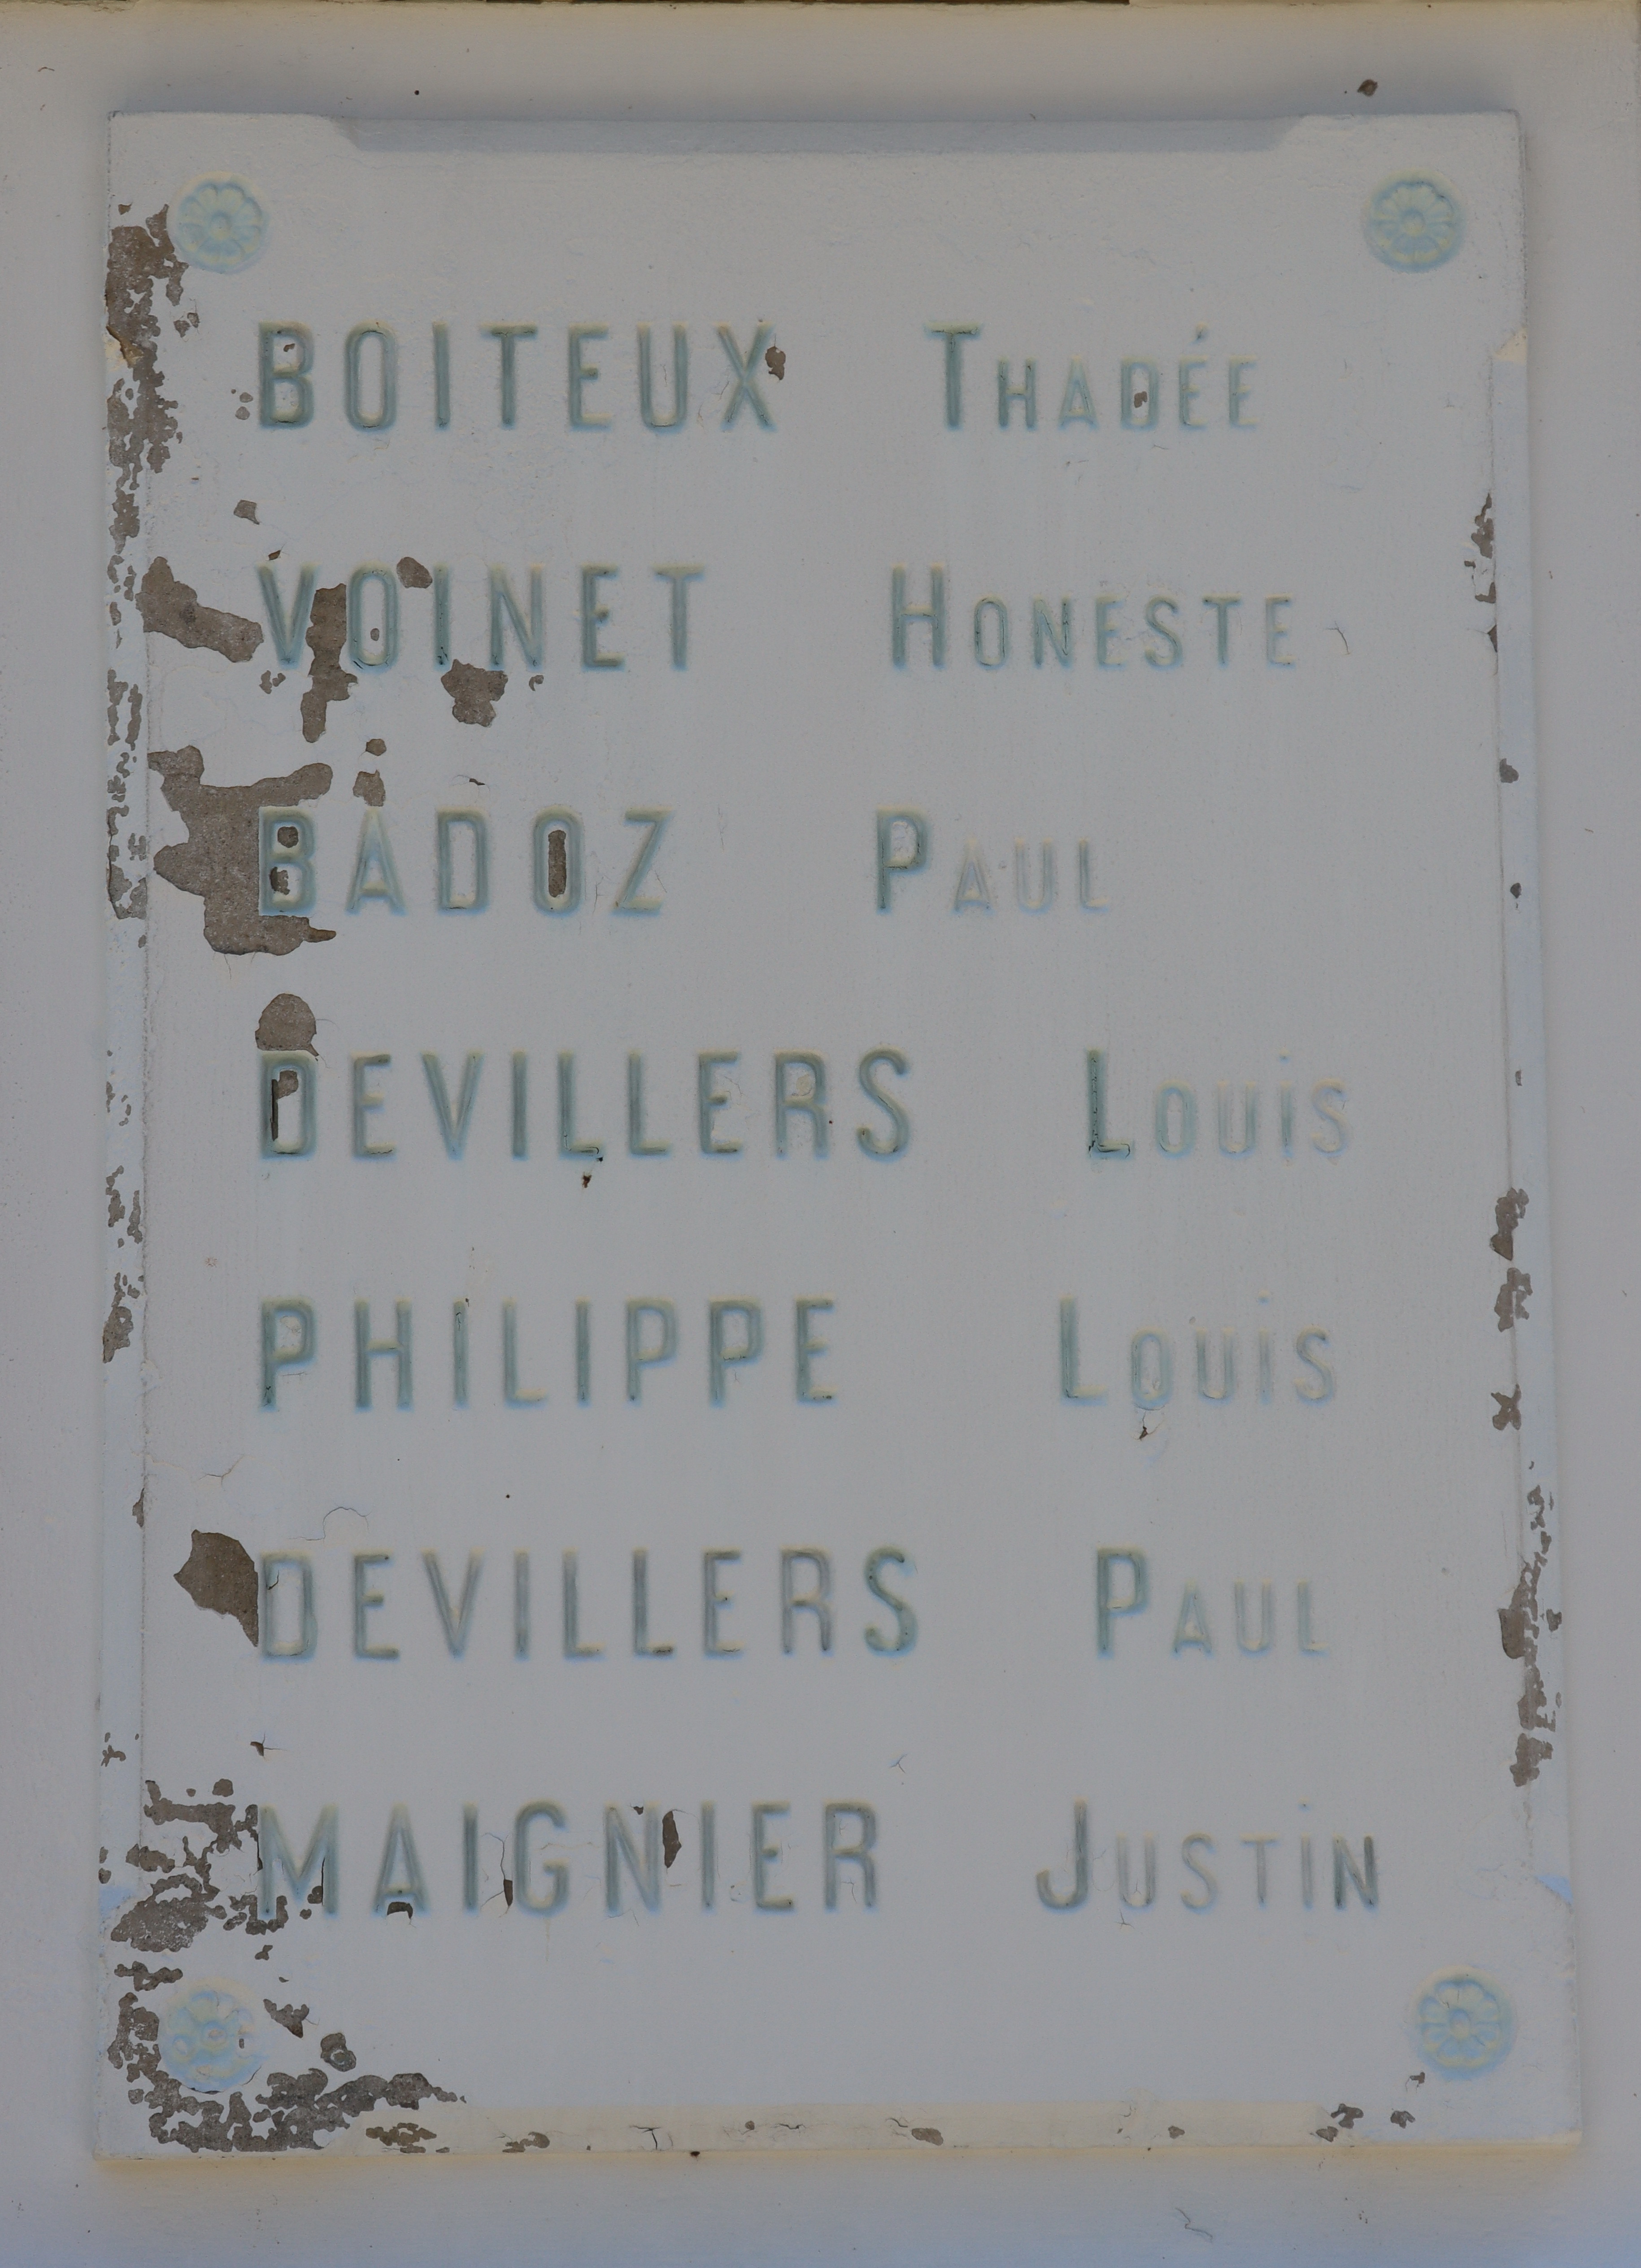 BOITEUX THADÉE
VOINET HONESTE
BADOZ PAUL
DEVILLERS LOUIS
PHILIPPE LOUIS
DEVILLERS PAUL
MAIGNIER JUSTIN